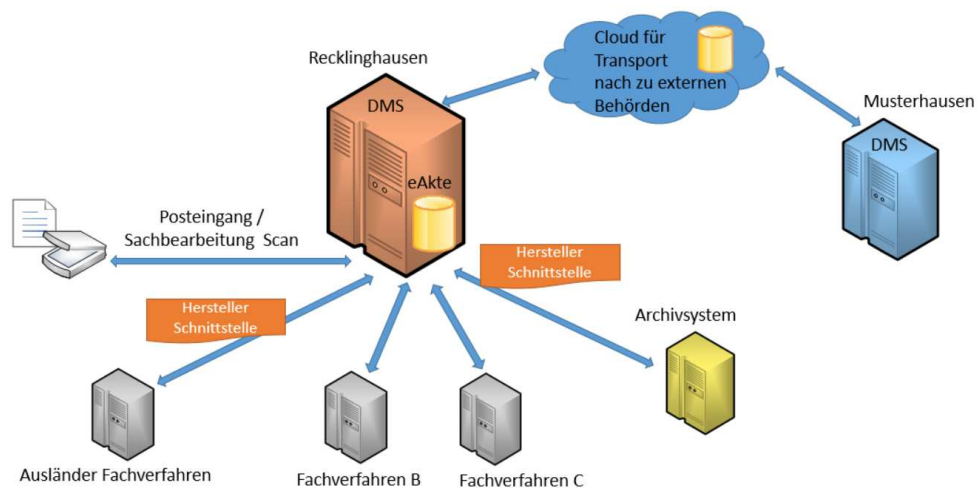 Cloud für
Transport
nach zu externen
Behörden
Recklinghausen
DMS
eAkte
Musterhausen
DMS
Posteingang /
Sachbearbeitung Scan
Hersteller
Schnittstelle
Hersteller
Schnittstelle
Archivsystem
Ausländer Fachverfahren
Fachverfahren B
Fachverfahren C